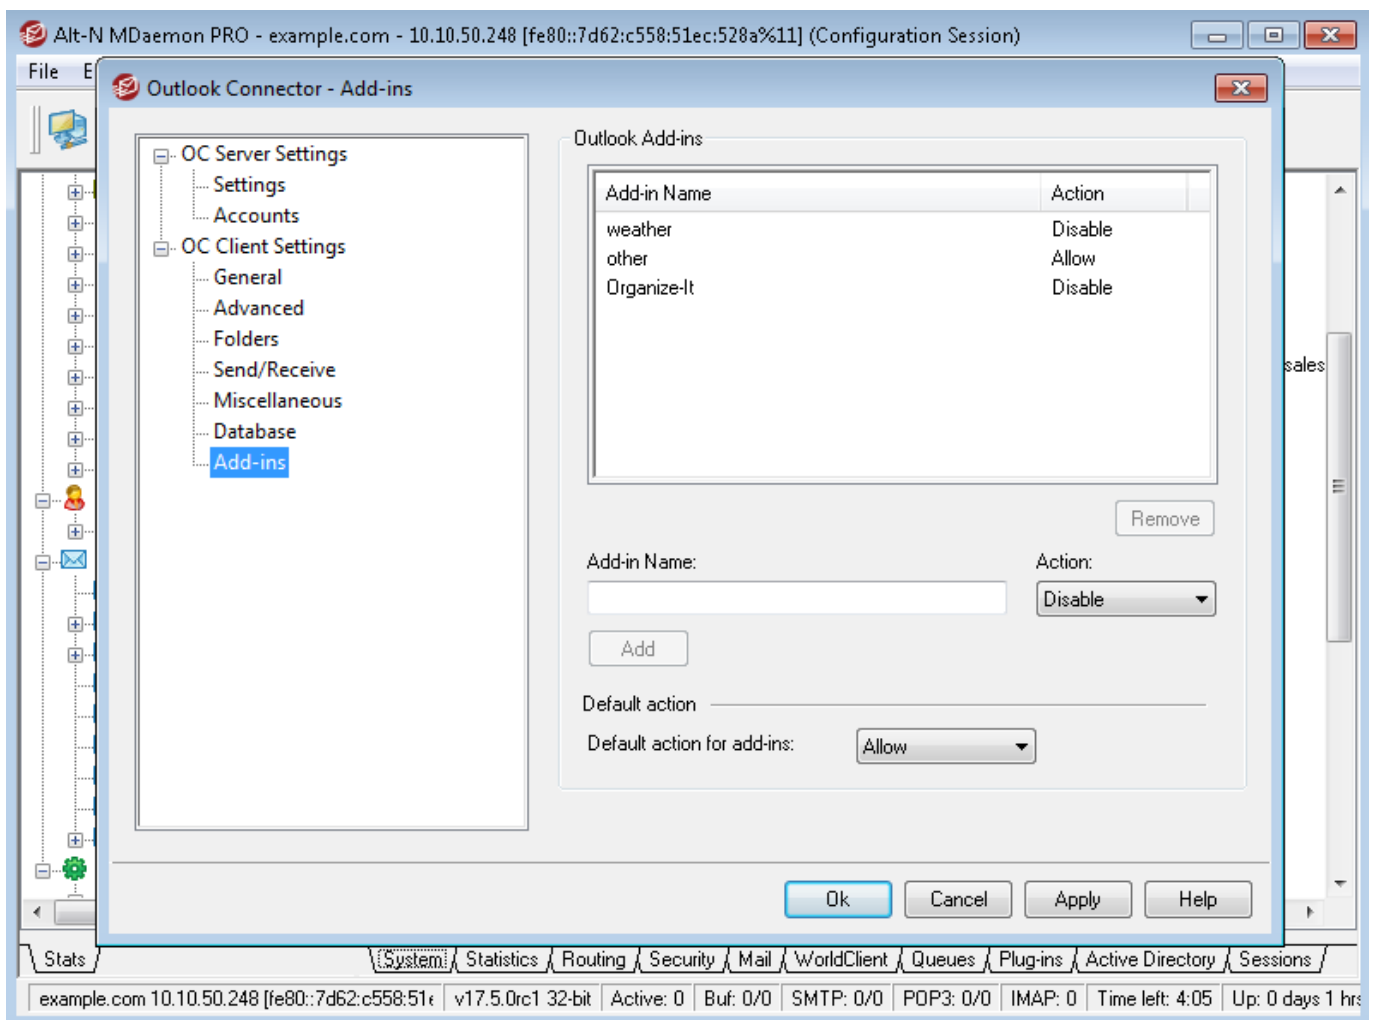 Alt-N MDaemon PRO - example.com - 10.10.50.248 [fe80::7d62:c558:51ec:528a%11] (Configuration Session)
File E
Outlook Connector - Add-ins
OC Server Settings
Settings
Accounts
OC Client Settings
General
Advanced
Folders
Send/Receive
Miscellaneous
Database
Add-ins
Outlook Add-ins
Add-in Name Action
weather Disable
other Allow
Organize-It Disable
sales
Remove
Add-in Name: Action:
Disable
Add
Default action
Default action for add-ins: Allow
Ok Cancel Apply Help
Stats System Statistics Routing Security Mail WorldClient Queues Plug-ins Active Directory Sessions
example.com 10.10.50.248 [fe80::7d62:c558:51 v17.5.0rc1 32-bit Active: 0 Buf: 0/0 SMTP: 0/0 POP3: 0/0 IMAP: 0 Time left: 4:05 Up: 0 days 1 hrs